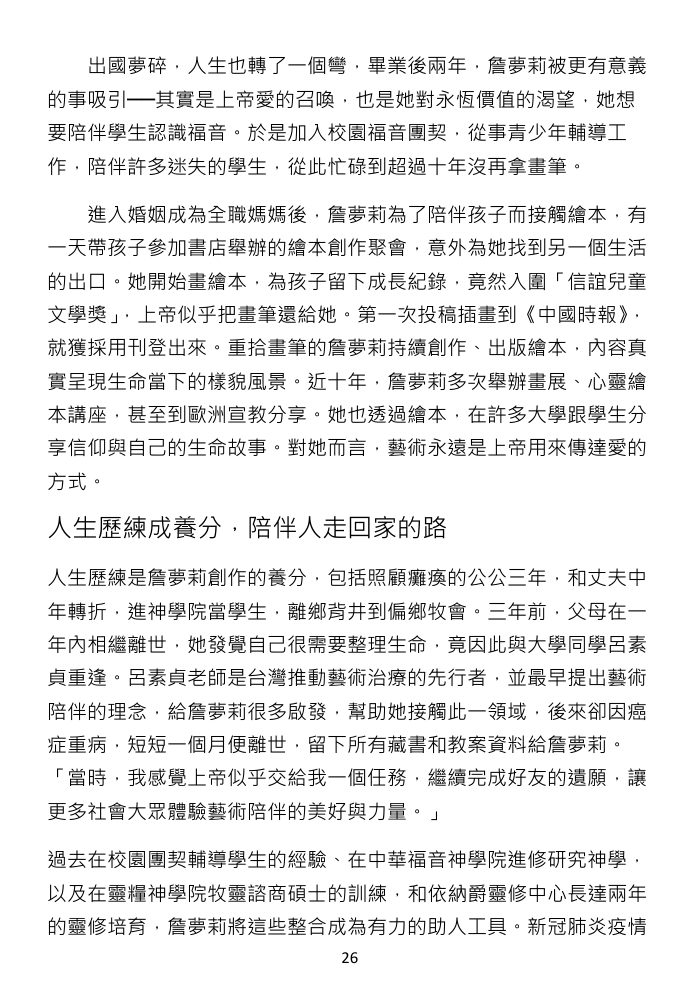 出國夢碎，人生也轉了一個彎，畢業後兩年，詹夢莉被更有意義
的事吸引──其實是上帝愛的召喚，也是她對永恆價值的渴望，她想
要陪伴學生認識福音。於是加入校園福音團契，從事青少年輔導工
作，陪伴許多迷失的學生，從此忙碌到超過十年沒再拿畫筆。
進入婚姻成為全職媽媽後，詹夢莉為了陪伴孩子而接觸繪本，有
一天帶孩子參加書店舉辦的繪本創作聚會，意外為她找到另一個生活
的出口。她開始畫繪本，為孩子留下成長紀錄，竟然入圍「信誼兒童
文學獎」，上帝似乎把畫筆還給她。第一次投稿插畫到《中國時報》，
就獲採用刊登出來。重拾畫筆的詹夢莉持續創作、出版繪本，內容真
實呈現生命當下的樣貌風景。近十年，詹夢莉多次舉辦畫展、心靈繪
本講座，甚至到歐洲宣教分享。她也透過繪本，在許多大學跟學生分
享信仰與自己的生命故事。對她而言，藝術永遠是上帝用來傳達愛的
方式。
人生歷練成養分，陪伴人走回家的路
人生歷練是詹夢莉創作的養分，包括照顧癱瘓的公公三年，和丈夫中
年轉折，進神學院當學生，離鄉背井到偏鄉牧會。三年前，父母在一
年內相繼離世，她發覺自己很需要整理生命，竟因此與大學同學呂素
貞重逢。呂素貞老師是台灣推動藝術治療的先行者，並最早提出藝術
陪伴的理念，給詹夢莉很多啟發，幫助她接觸此一領域，後來卻因癌
症重病，短短一個月便離世，留下所有藏書和教案資料給詹夢莉。
「當時，我感覺上帝似乎交給我一個任務，繼續完成好友的遺願，讓
更多社會大眾體驗藝術陪伴的美好與力量。」
過去在校園團契輔導學生的經驗、在中華福音神學院進修研究神學，
以及在靈糧神學院牧靈諮商碩士的訓練，和依納爵靈修中心長達兩年
的靈修培育，詹夢莉將這些整合成為有力的助人工具。新冠肺炎疫情
26